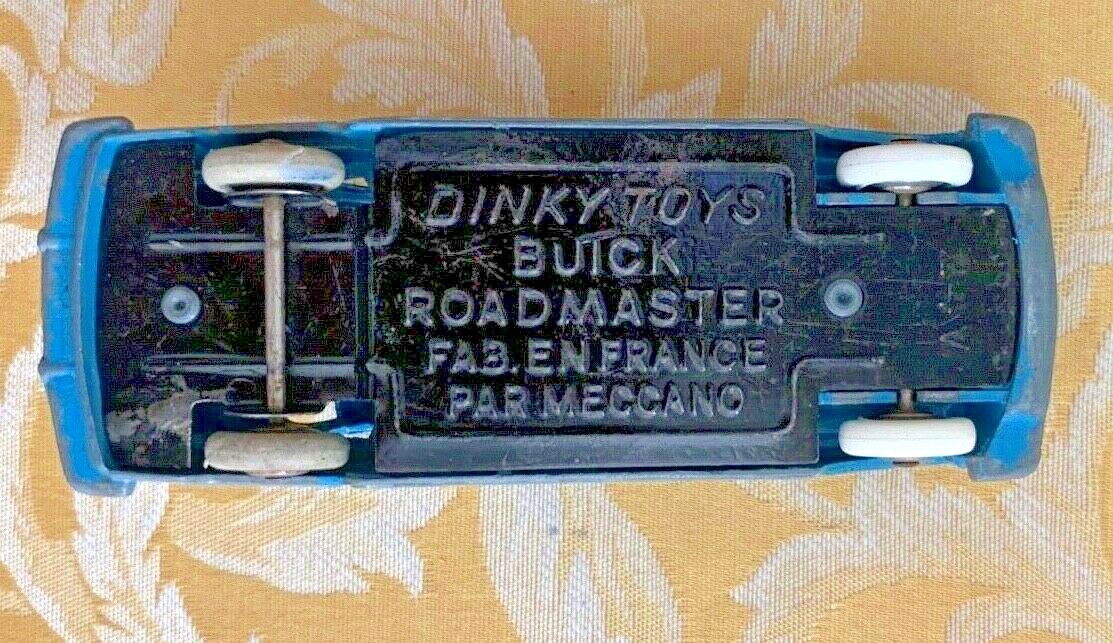 DINKY TOYS
BUICK
ROADMASTER
FAB. EN FRANCE
PAR MECCANO